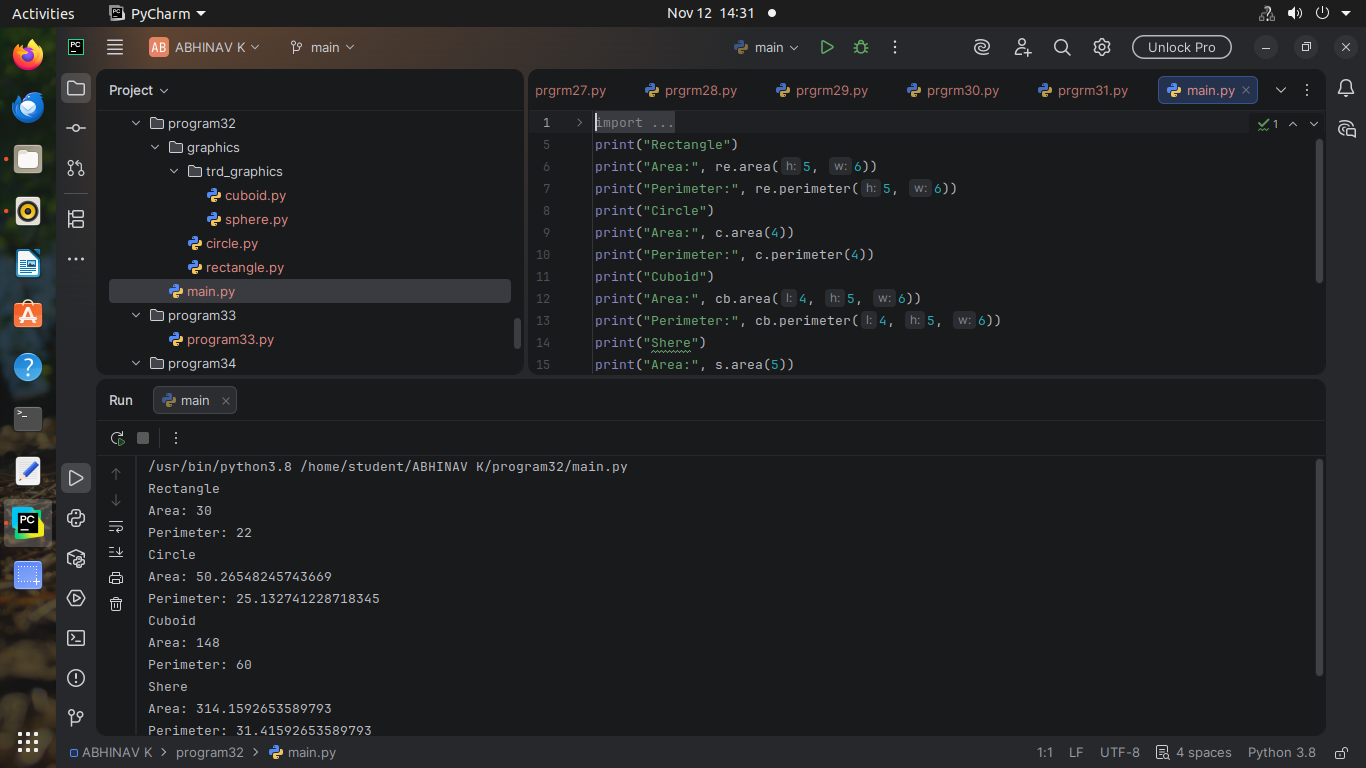 Activities PyCharm Nov 12 14:31
PC AB ABHINAV K main main Unlock Pro
Project
program32
graphics
trd_graphics
cuboid.py
sphere.py
circle.py
rectangle.py
main.py
program33
program33.py
program34
prgrm27.py prgrm28.py prgrm29.py prgrm30.py prgrm31.py main.py
1 import ... 1
5 print("Rectangle")
6 print("Area:", re.area(h:5, w:6))
7 print("Perimeter:", re.perimeter(h:5, w:6))
8 print("Circle")
9 print("Area:", c.area(4))
10 print("Perimeter:", c.perimeter(4))
11 print("Cuboid")
12 print("Area:", cb.area(l:4, h:5, w:6))
13 print("Perimeter:", cb.perimeter(l:4, h:5, w:6))
14 print("Shere")
15 print("Area:", s.area(5))
Run main
/usr/bin/python3.8 /home/student/ABHINAV K/program32/main.py
Rectangle
Area: 30
Perimeter: 22
Circle
Area: 50.26548245743669
Perimeter: 25.132741228718345
Cuboid
Area: 148
Perimeter: 60
Shere
Area: 314.1592653589793
Perimeter: 31.41592653589793
PC
ABHINAV K > program32 > main.py 1:1 LF UTF-8 4 spaces Python 3.8